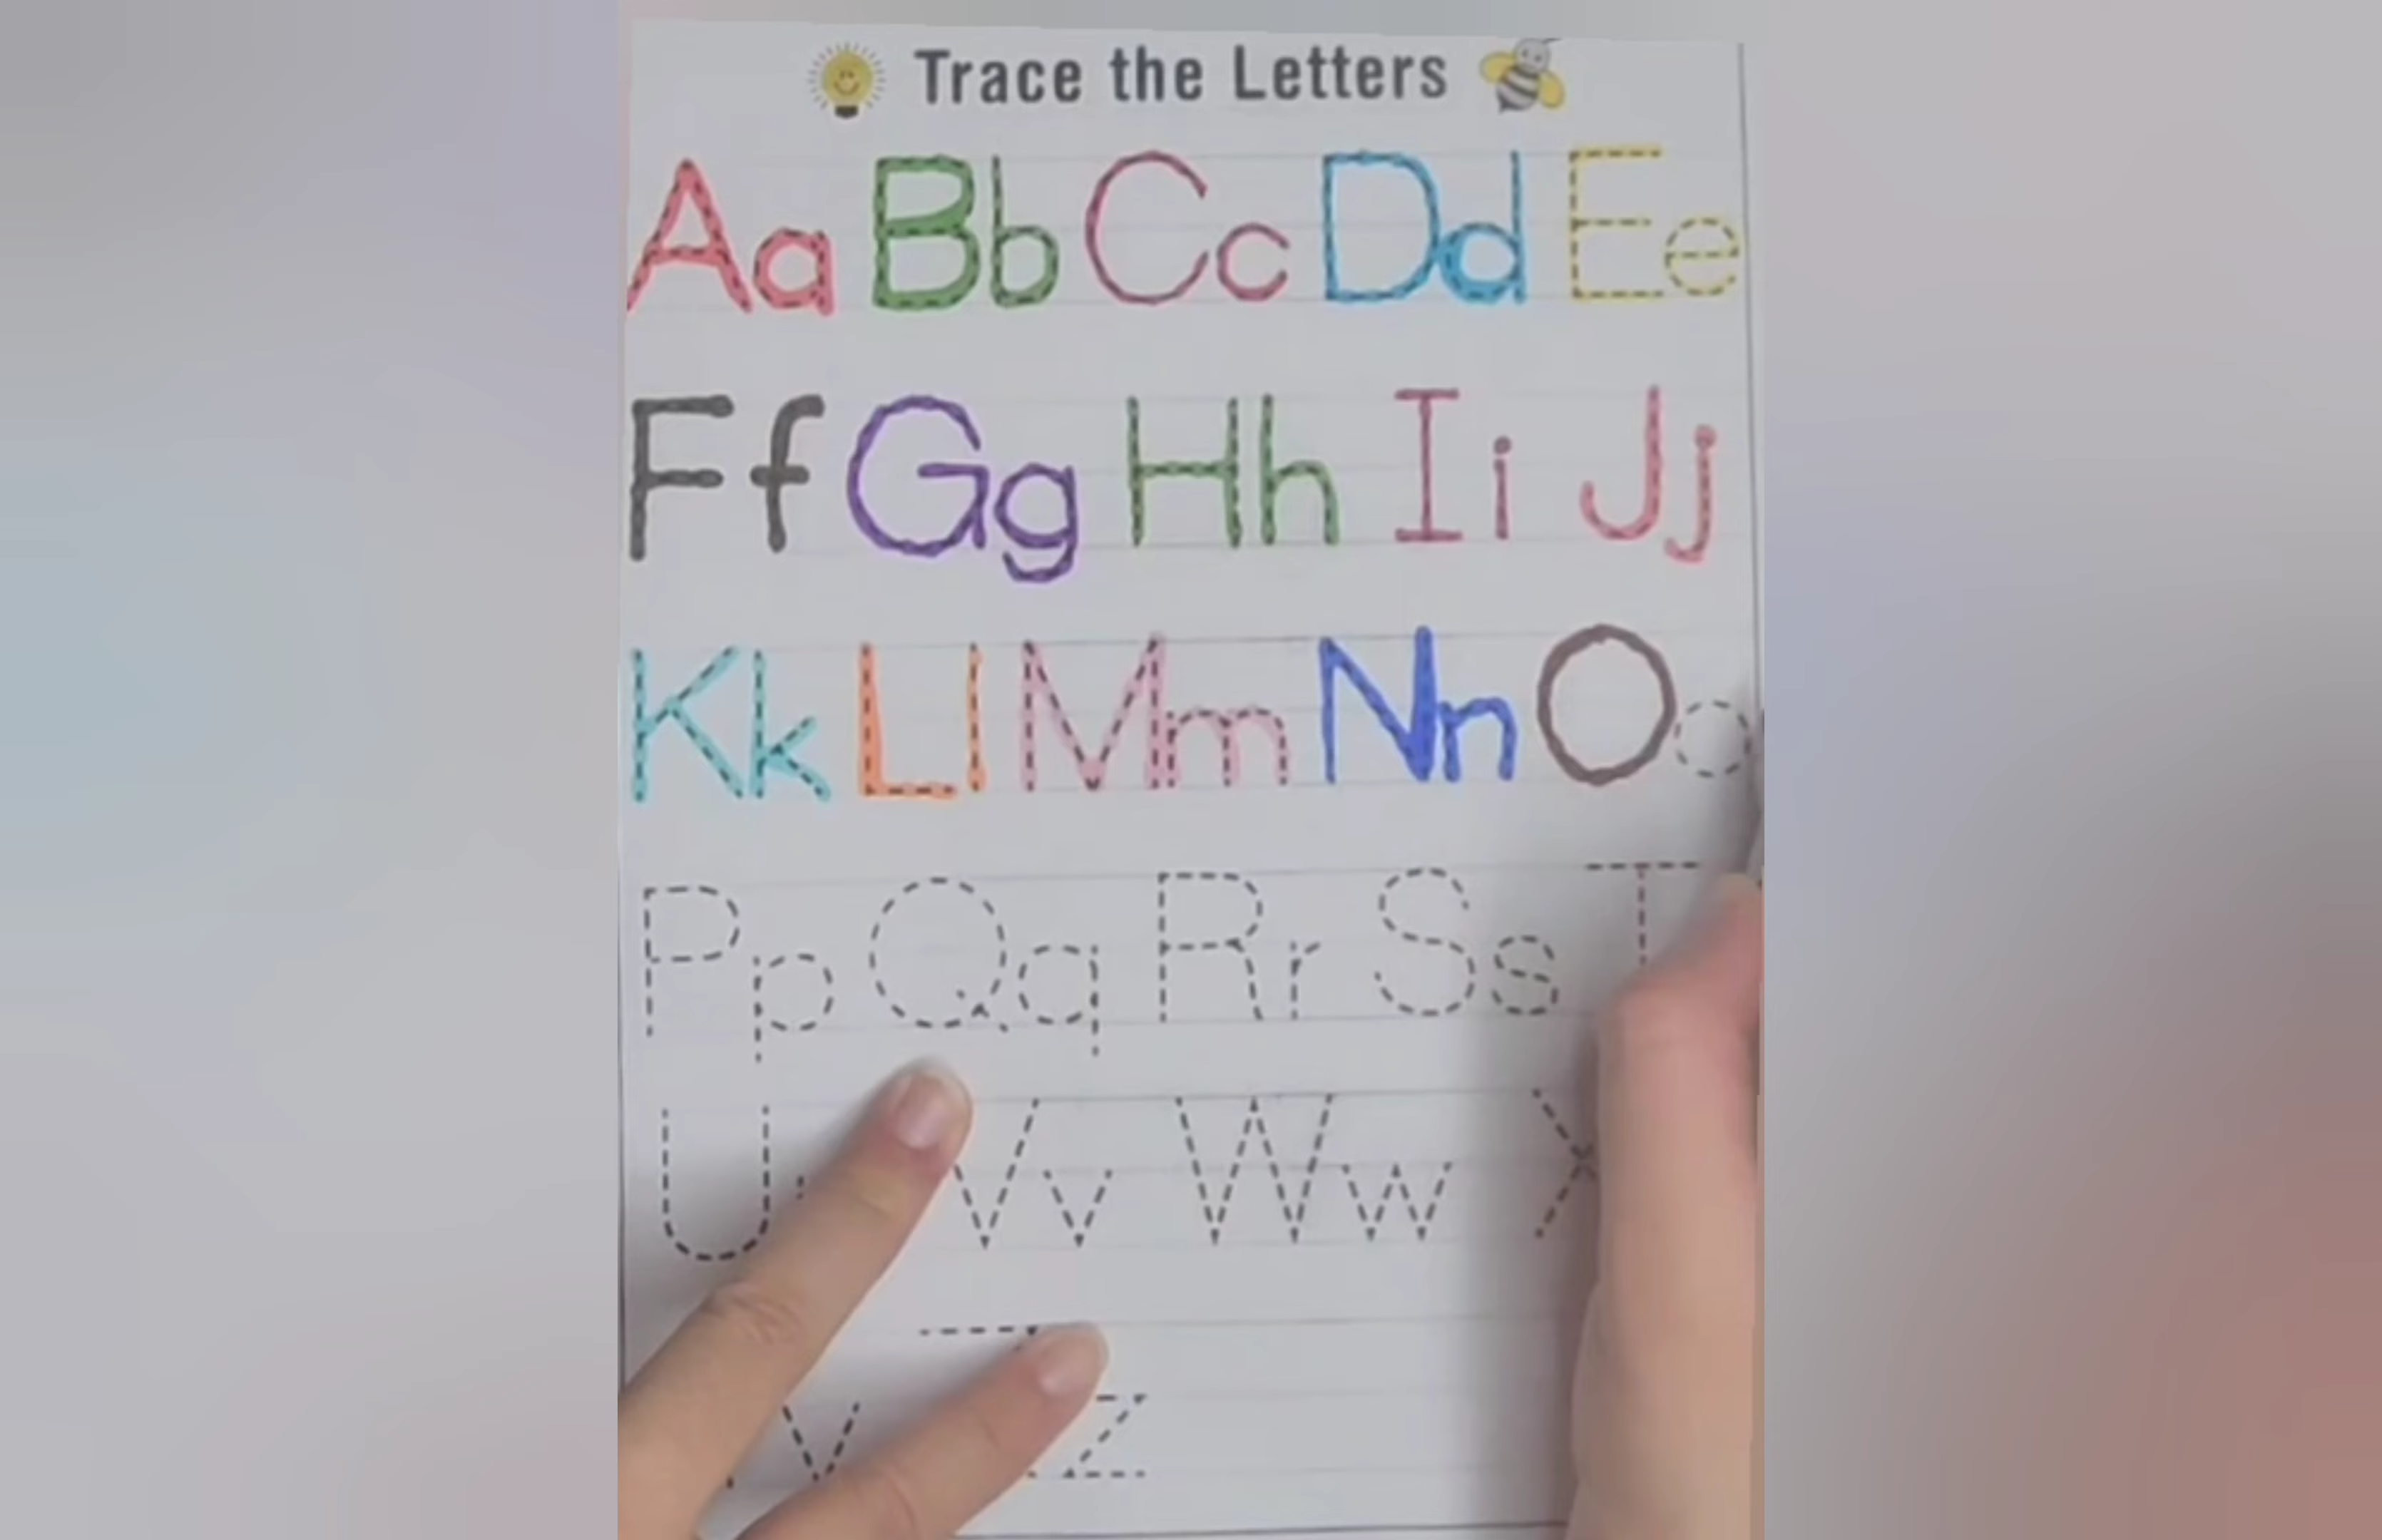 Trace the Letters
Aa Bb Cc Dd Ee
Ff Gg Hh Ii Jj
Kk Ll Mm Nn Oo
Pp Qq Rr Ss T
U Vv Ww X
z